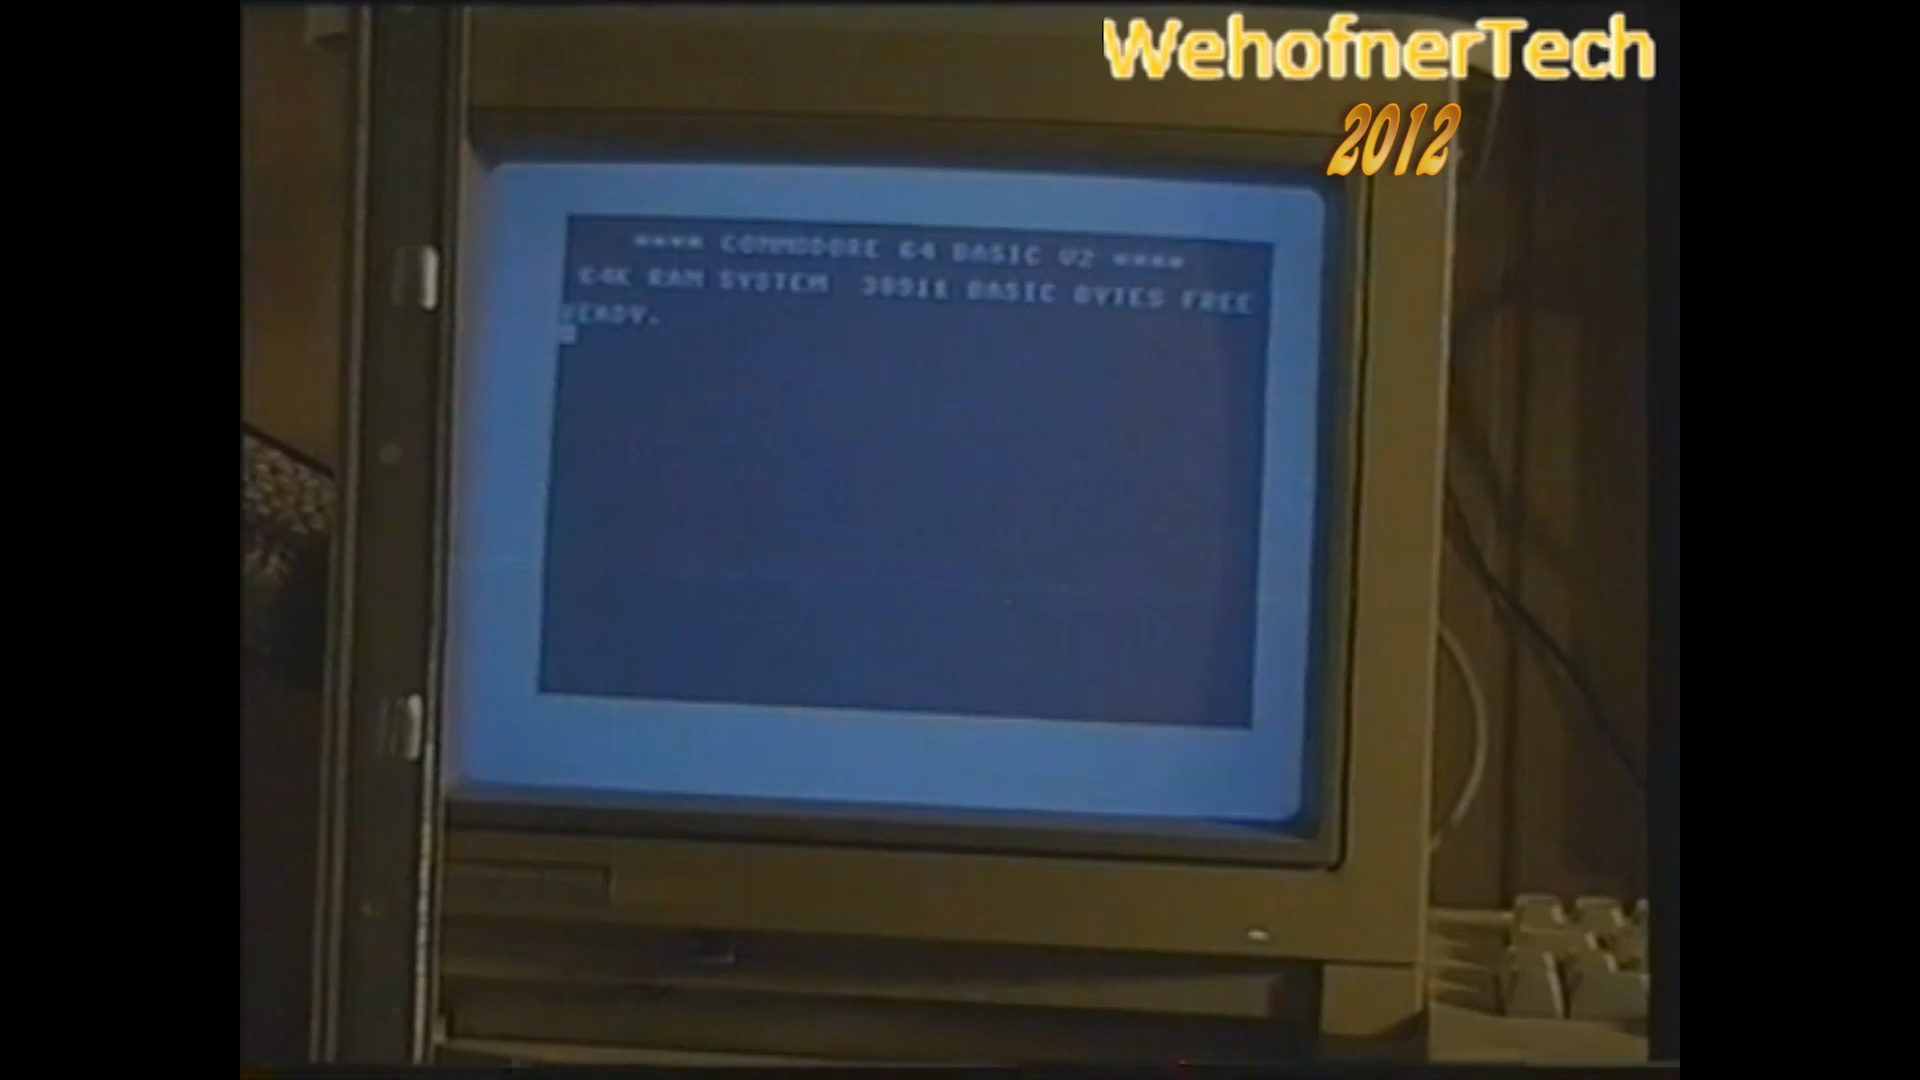 WehofnerTech
2012
**** COMMODORE 64 BASIC V2 ****
64K RAM SYSTEM  38911 BASIC BYTES FREE
READY.